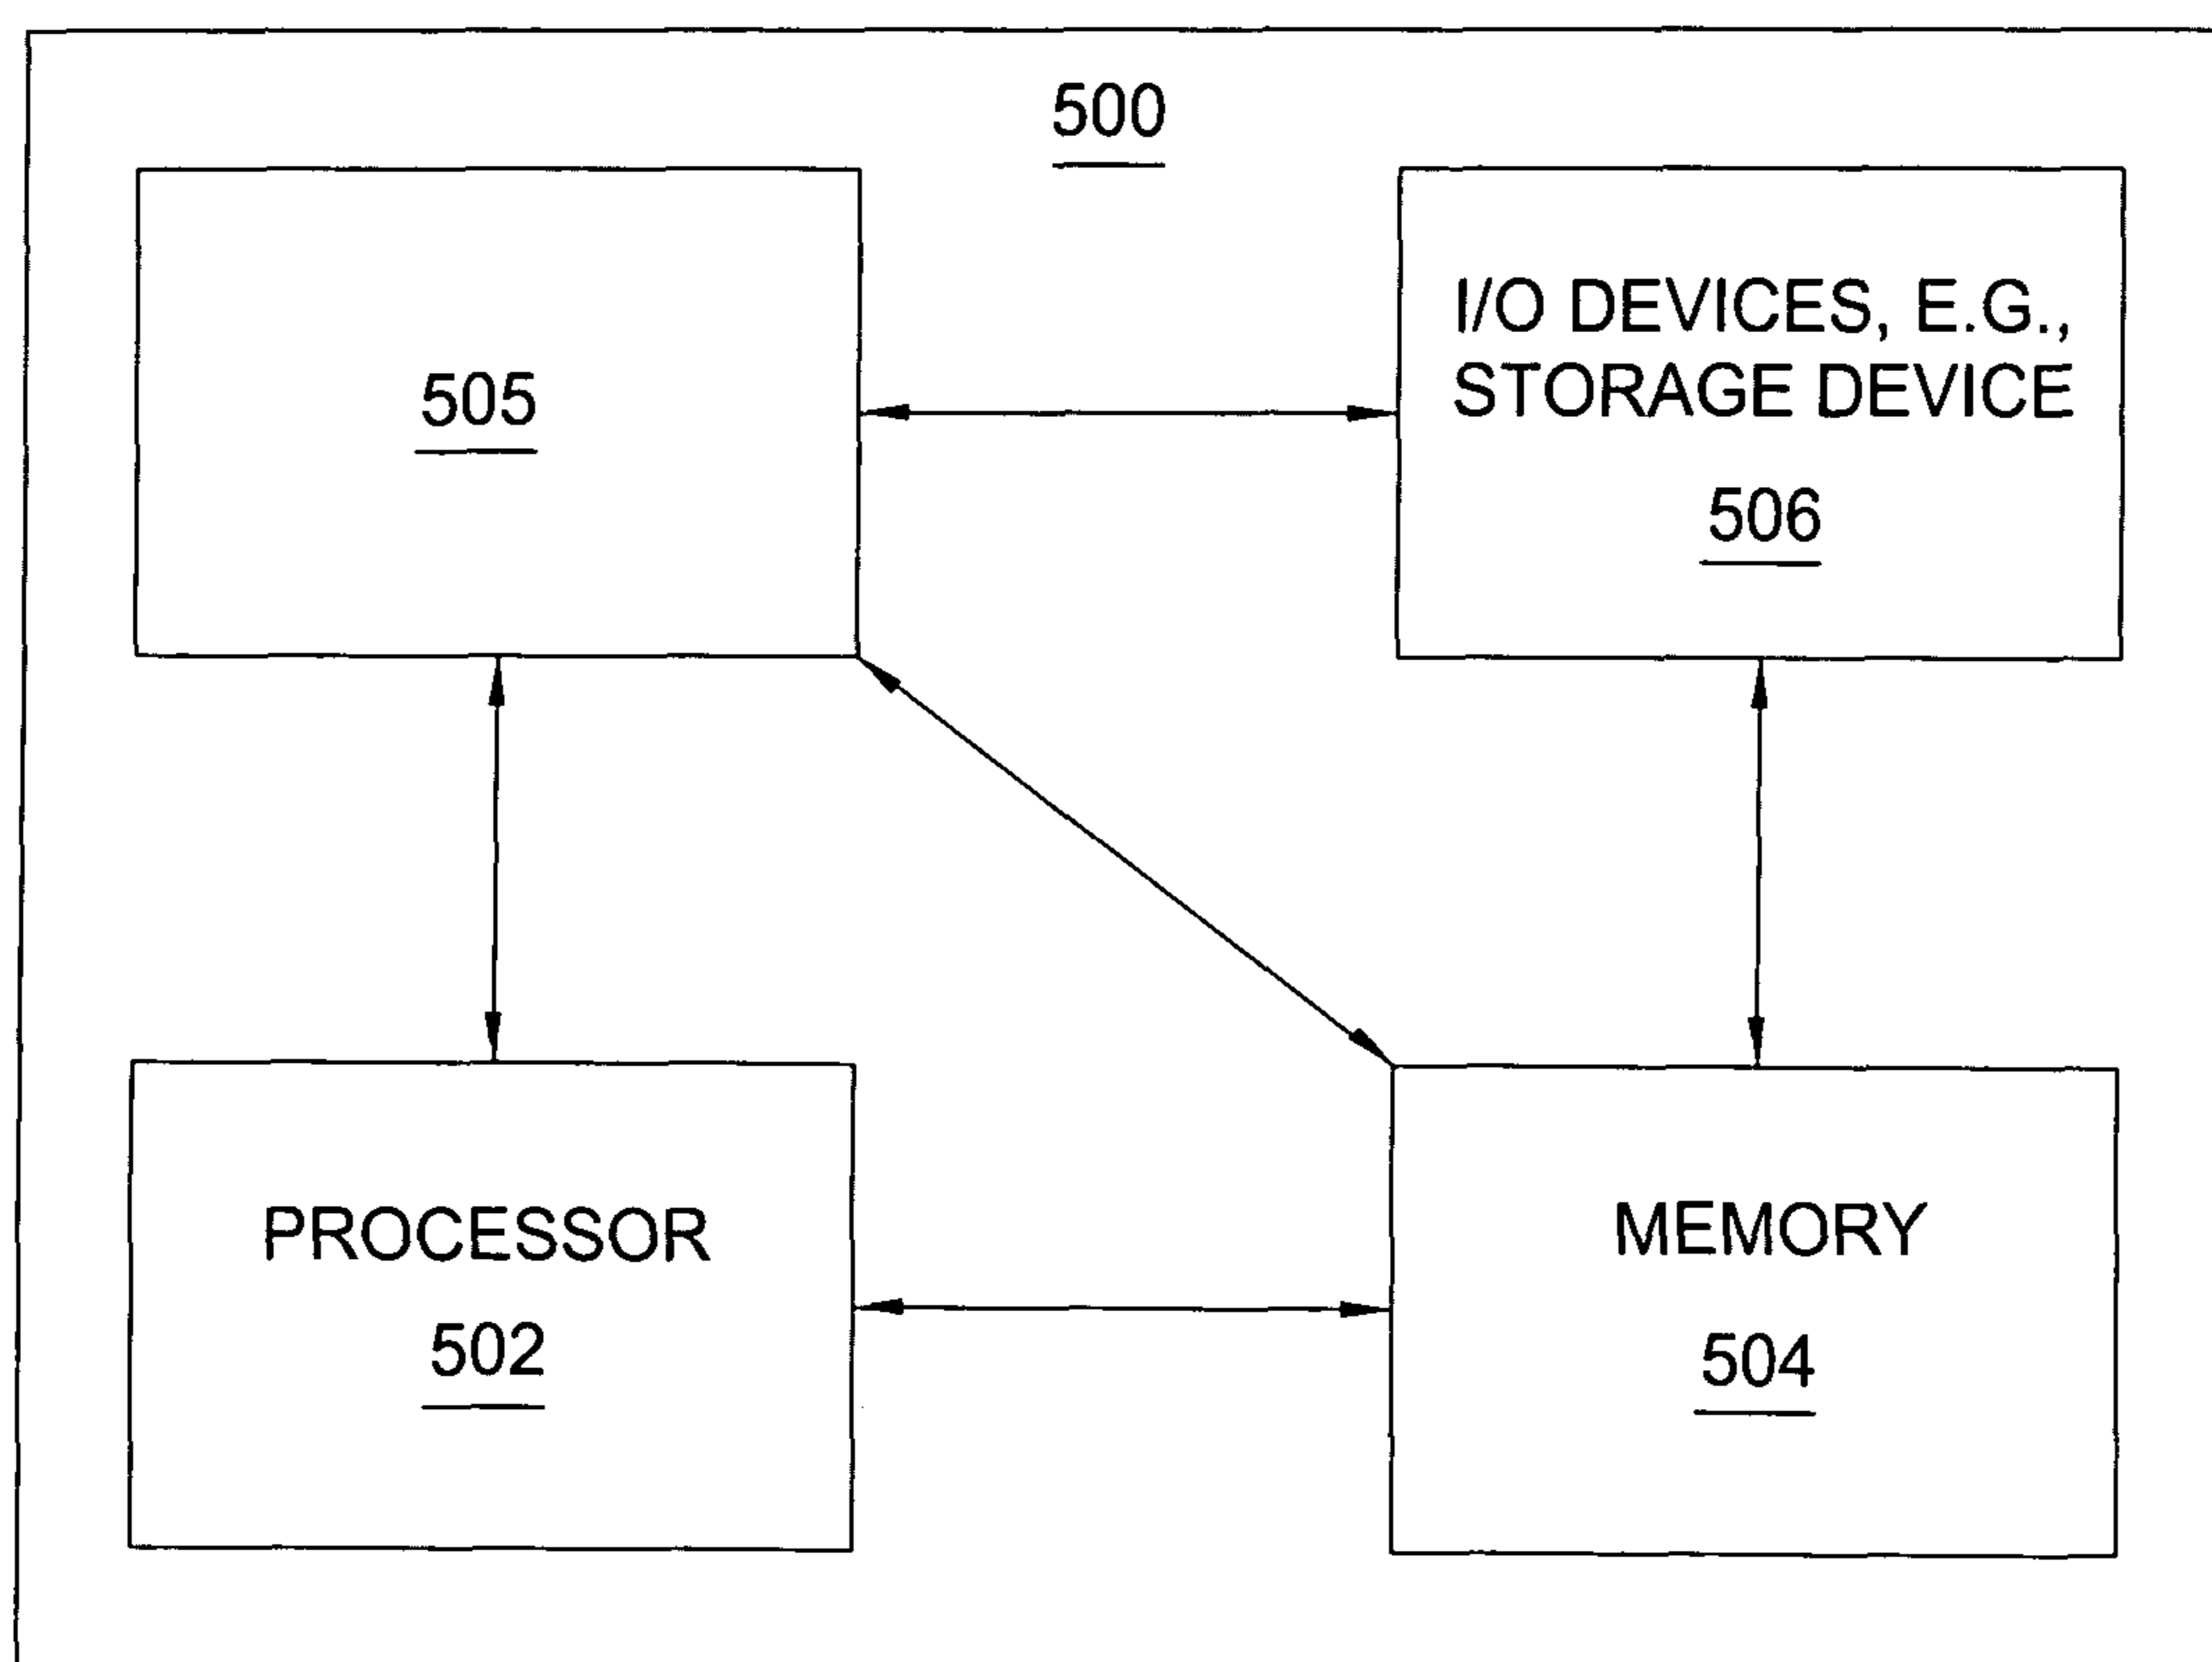 500
505
I/O DEVICES, E.G.,
STORAGE DEVICE
506
PROCESSOR
502
MEMORY
504